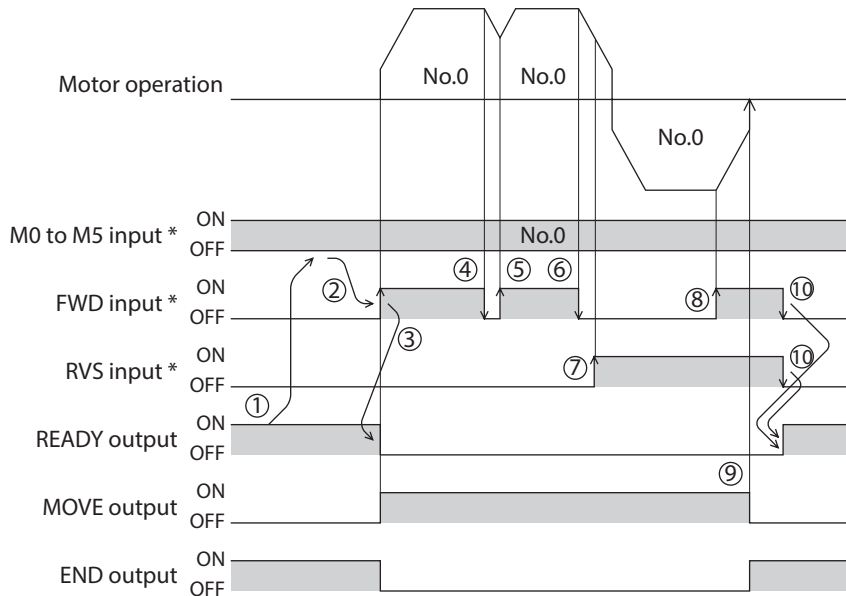 Motor operation
No.0
No.0
No.0
M0 to M5 input *
ON
OFF
No.0
FWD input *
ON
OFF
②
④
⑤
⑥
⑧
⑩
RVS input *
ON
OFF
③
⑦
⑩
①
READY output
ON
OFF
MOVE output
ON
OFF
⑨
END output
ON
OFF